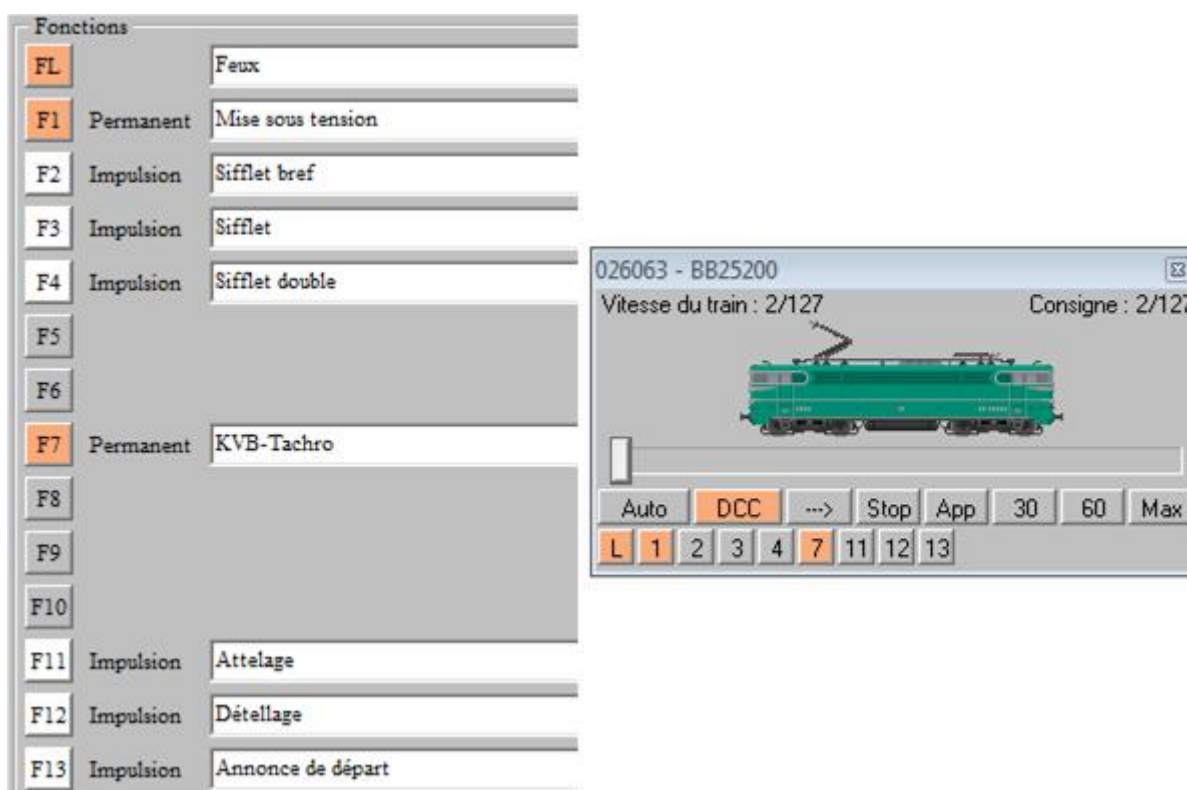 Fonctions
FL Feux
F1 Permanent Mise sous tension
F2 Impulsion Sifflet bref
F3 Impulsion Sifflet
F4 Impulsion Sifflet double
F5
F6
F7 Permanent KVB-Tachro
F8
F9
F10
F11 Impulsion Attelage
F12 Impulsion Détellage
F13 Impulsion Annonce de départ
026063 - BB25200
Vitesse du train : 2/127 Consigne : 2/127
Auto DCC ---> Stop App 30 60 Max
L 1 2 3 4 7 11 12 13